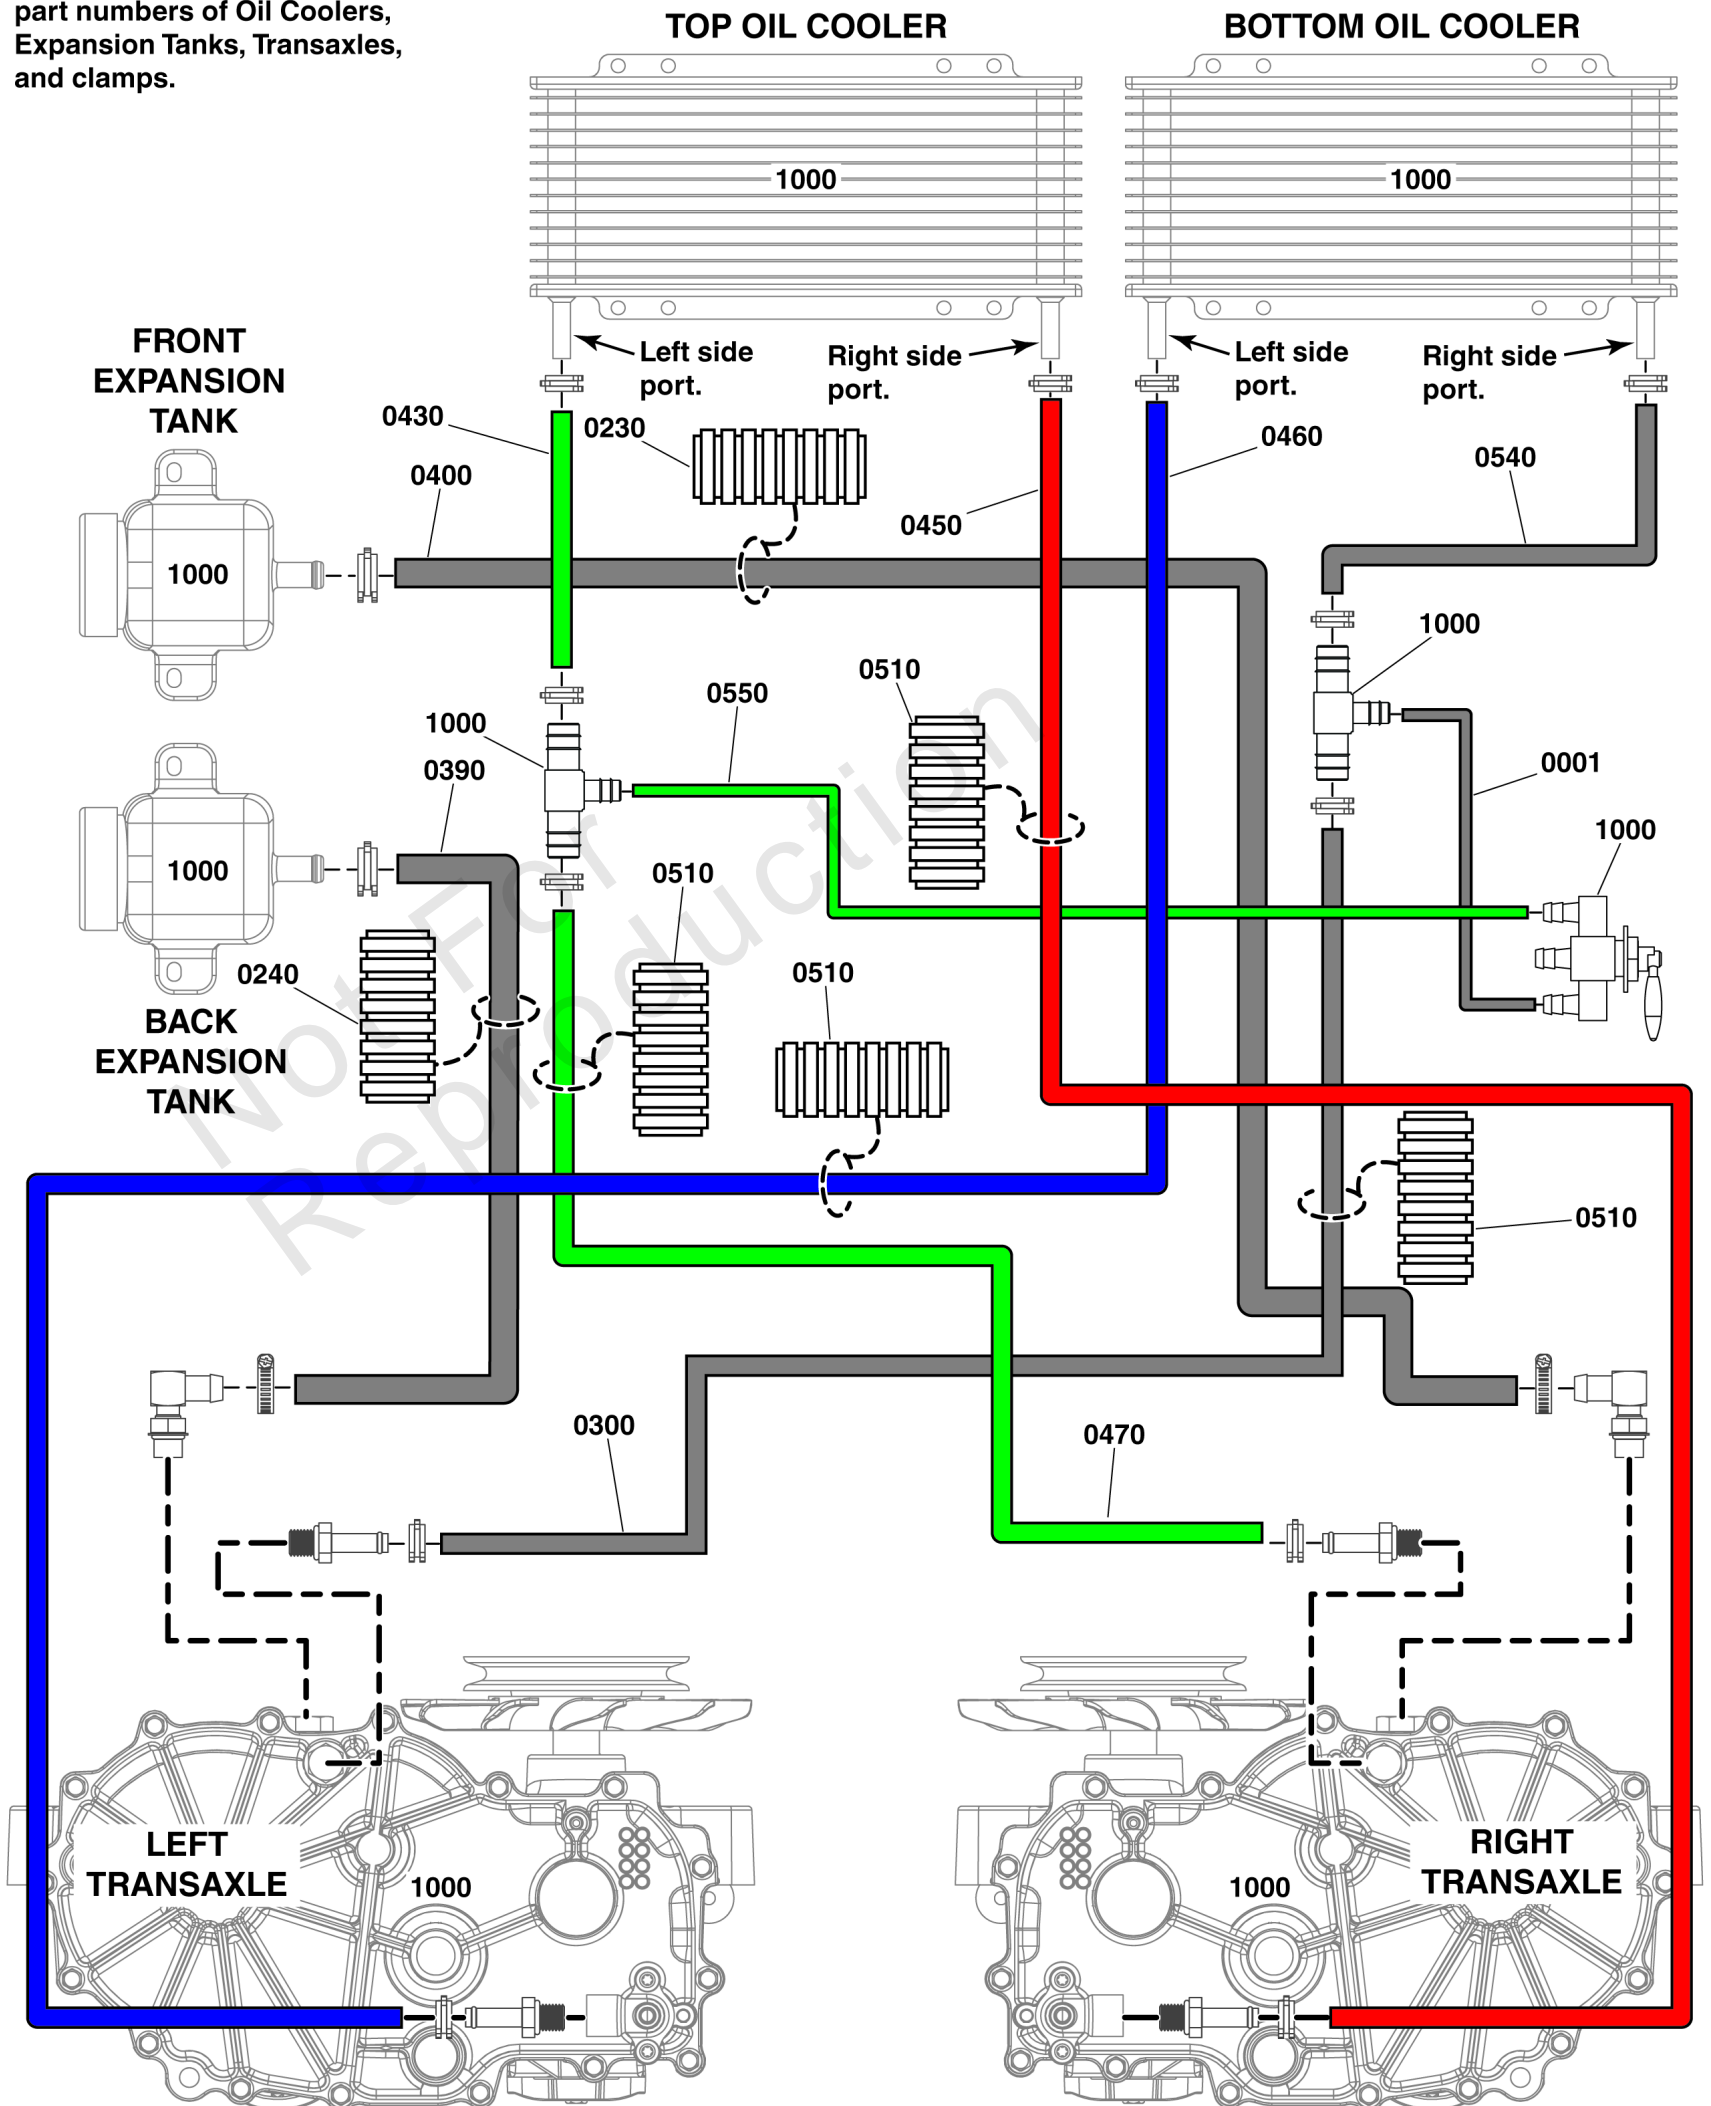 part numbers of Oil Coolers,
Expansion Tanks, Transaxles,
and clamps.
TOP OIL COOLER
BOTTOM OIL COOLER
1000
1000
Left side
port.
Right side
port.
Left side
port.
Right side
port.
FRONT
EXPANSION
TANK
0430
0230
0460
0540
0400
0450
1000
1000
0510
0550
1000
0390
0001
1000
1000
0510
0240
0510
BACK
EXPANSION
TANK
Not For
Reproduction
0510
0300
0470
LEFT
TRANSAXLE
1000
RIGHT
TRANSAXLE
1000